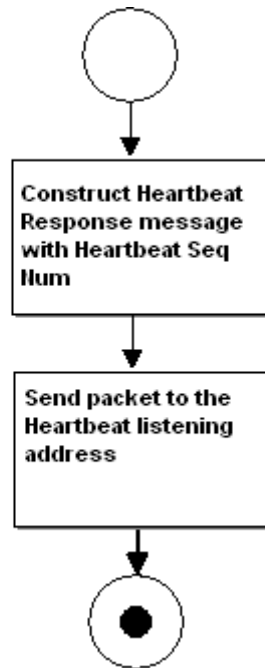 Construct Heartbeat
Response message
with Heartbeat Seq
Num
Send packet to the
Heartbeat listening
address